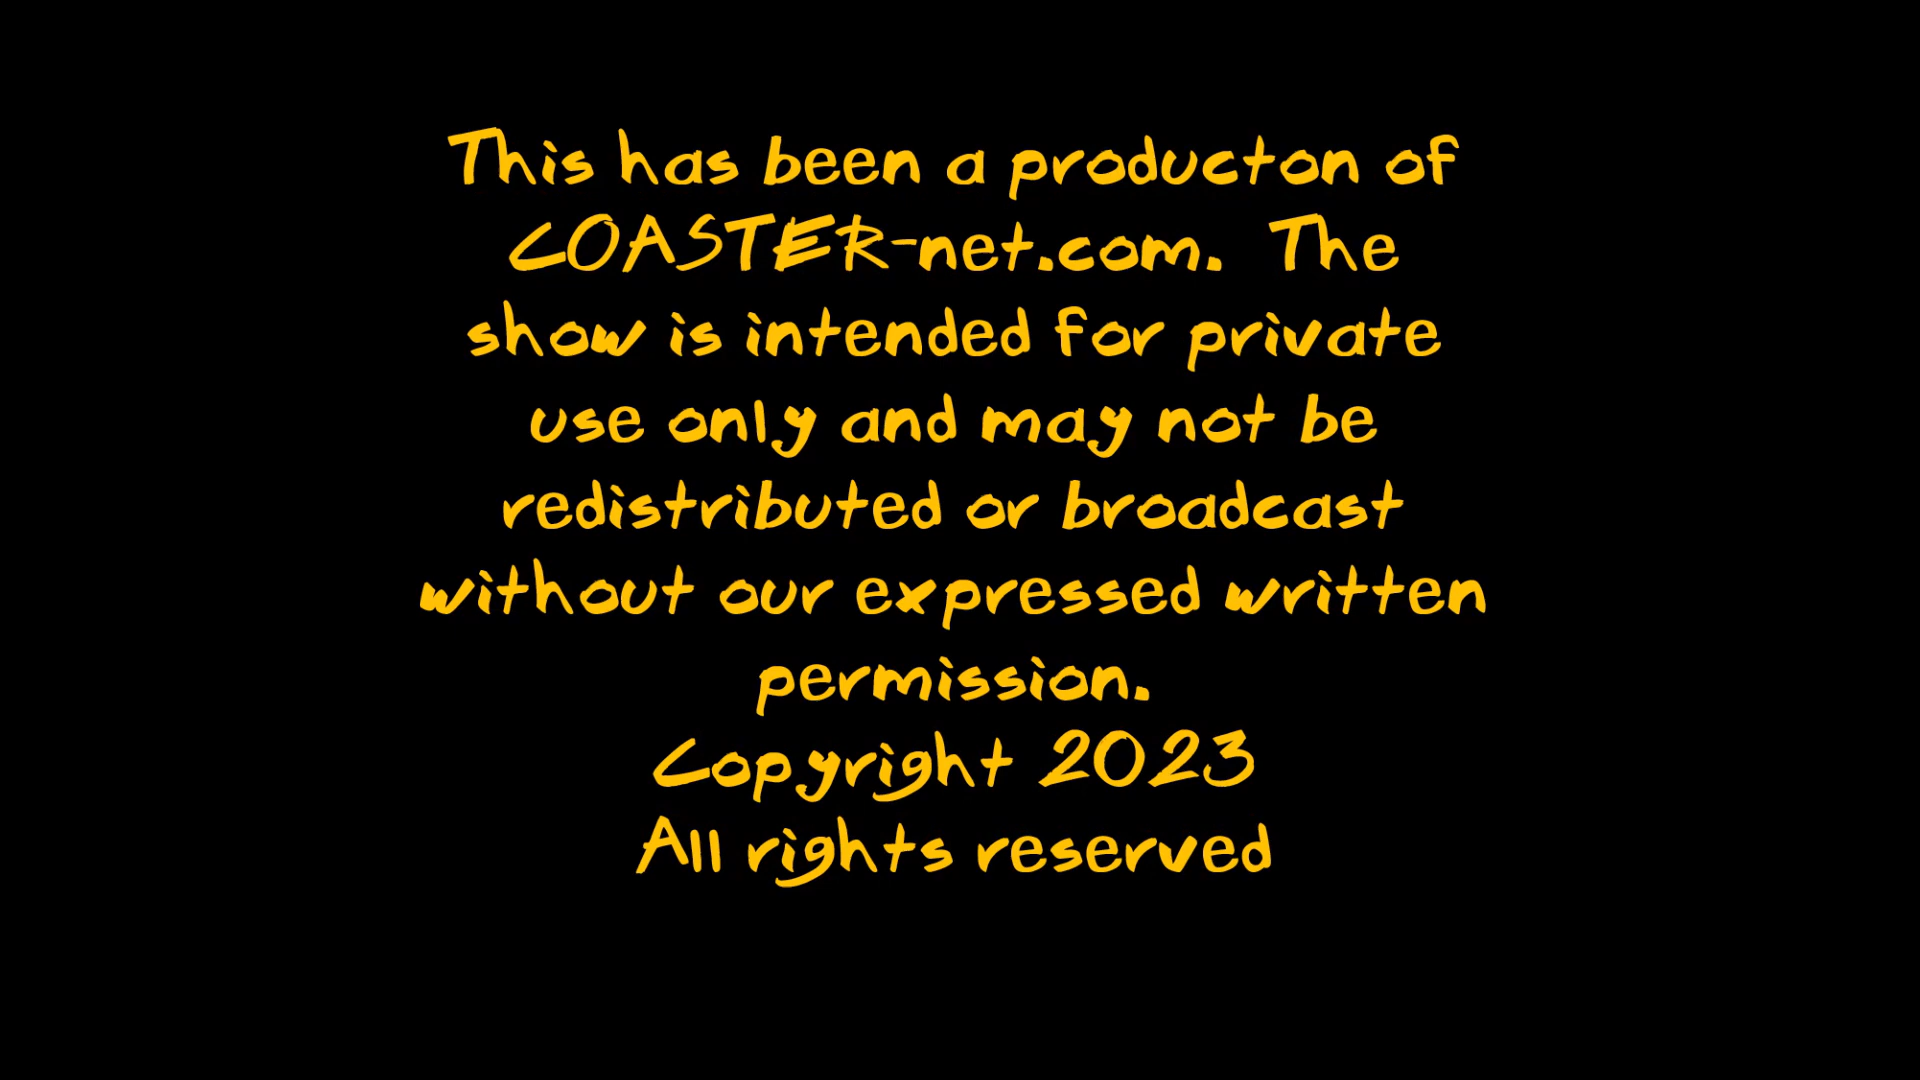 This has been a producton of
COASTER-net.com.  The
show is intended for private
use only and may not be
redistributed or broadcast
without our expressed written
permission.
Copyright 2023
All rights reserved